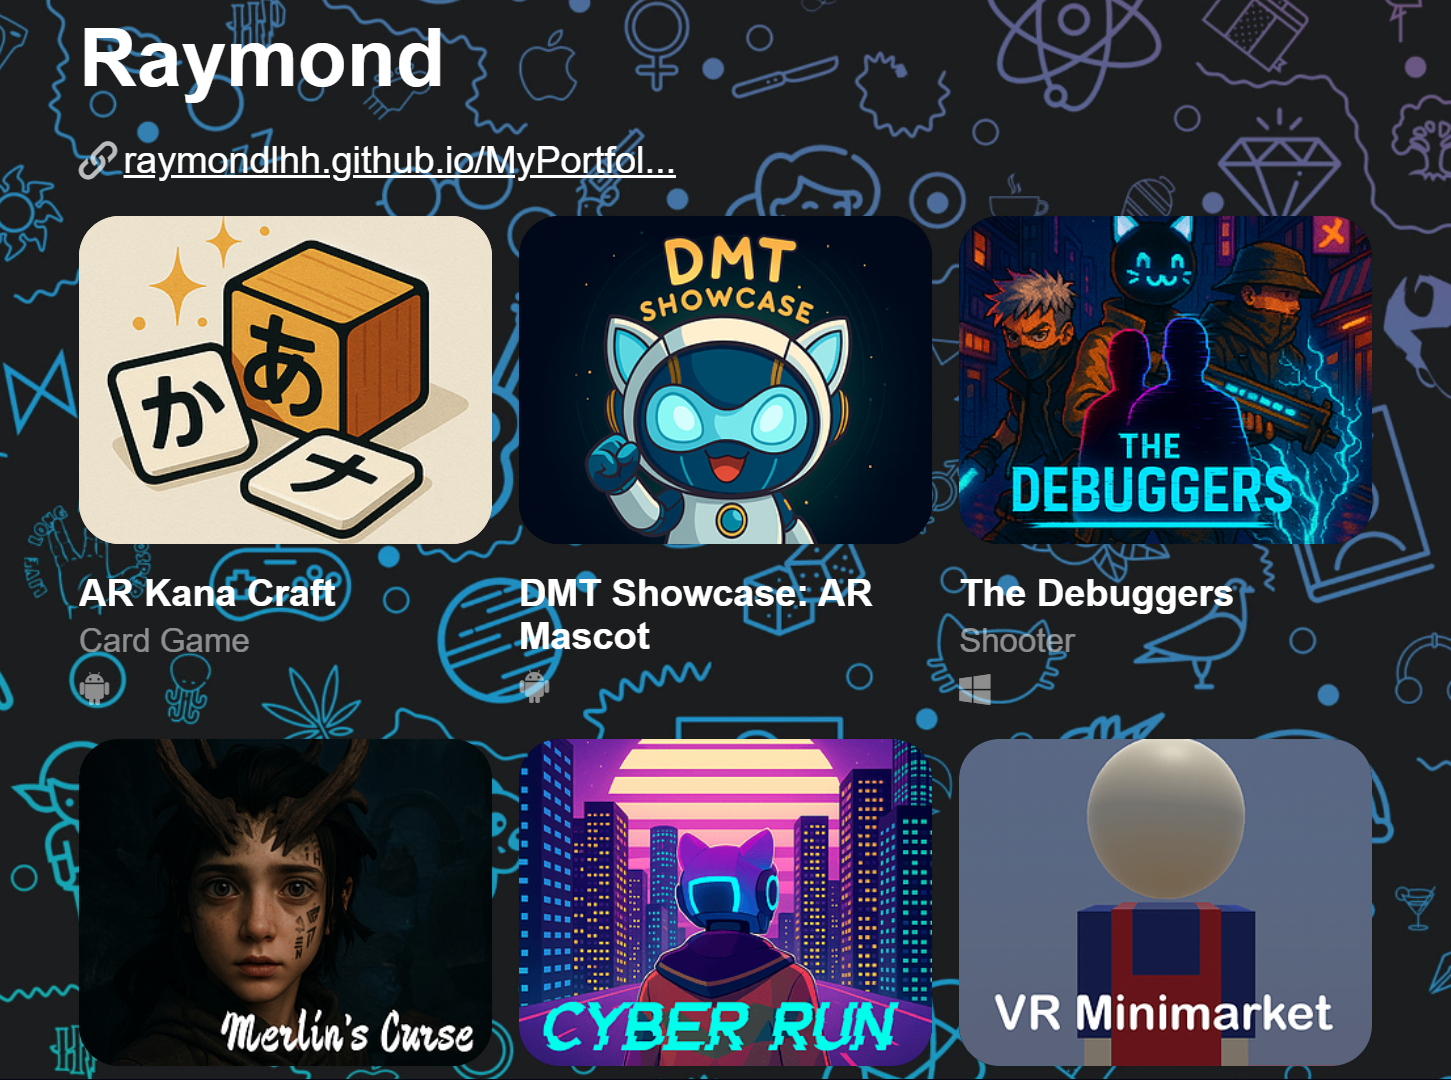 Raymond
raymondlhh.github.io/MyPortfol...
か
あ
ナ
DMT
SHOWCASE
THE
DEBUGGERS
AR Kana Craft
Card Game
DMT Showcase: AR
Mascot
The Debuggers
Shooter
Merlin's Curse
CYBER RUN
VR Minimarket